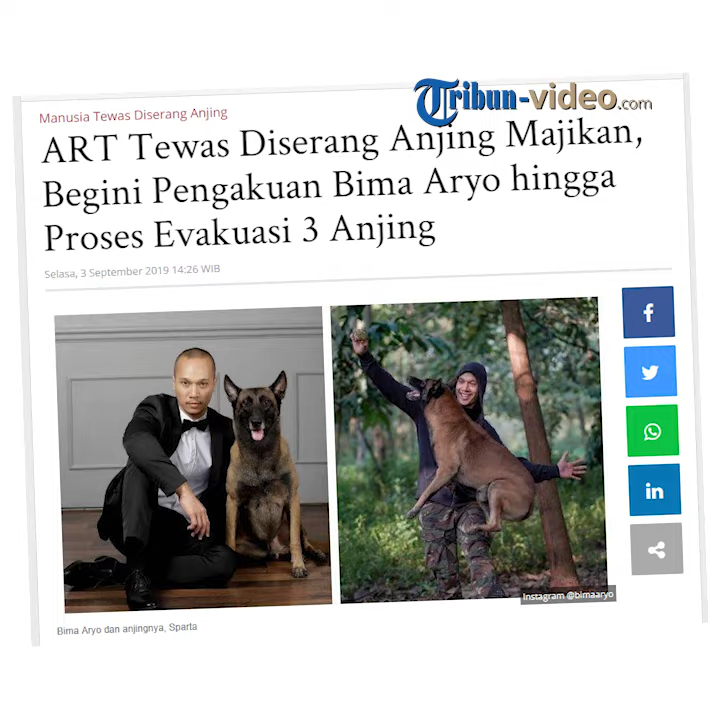 Tribun-video.com
Manusia Tewas Diserang Anjing
ART Tewas Diserang Anjing Majikan,
Begini Pengakuan Bima Aryo hingga
Proses Evakuasi 3 Anjing
Selasa, 3 September 2019 14:26 WIB
f
in
Instagram @bimaaryo
Bima Aryo dan anjingnya, Sparta